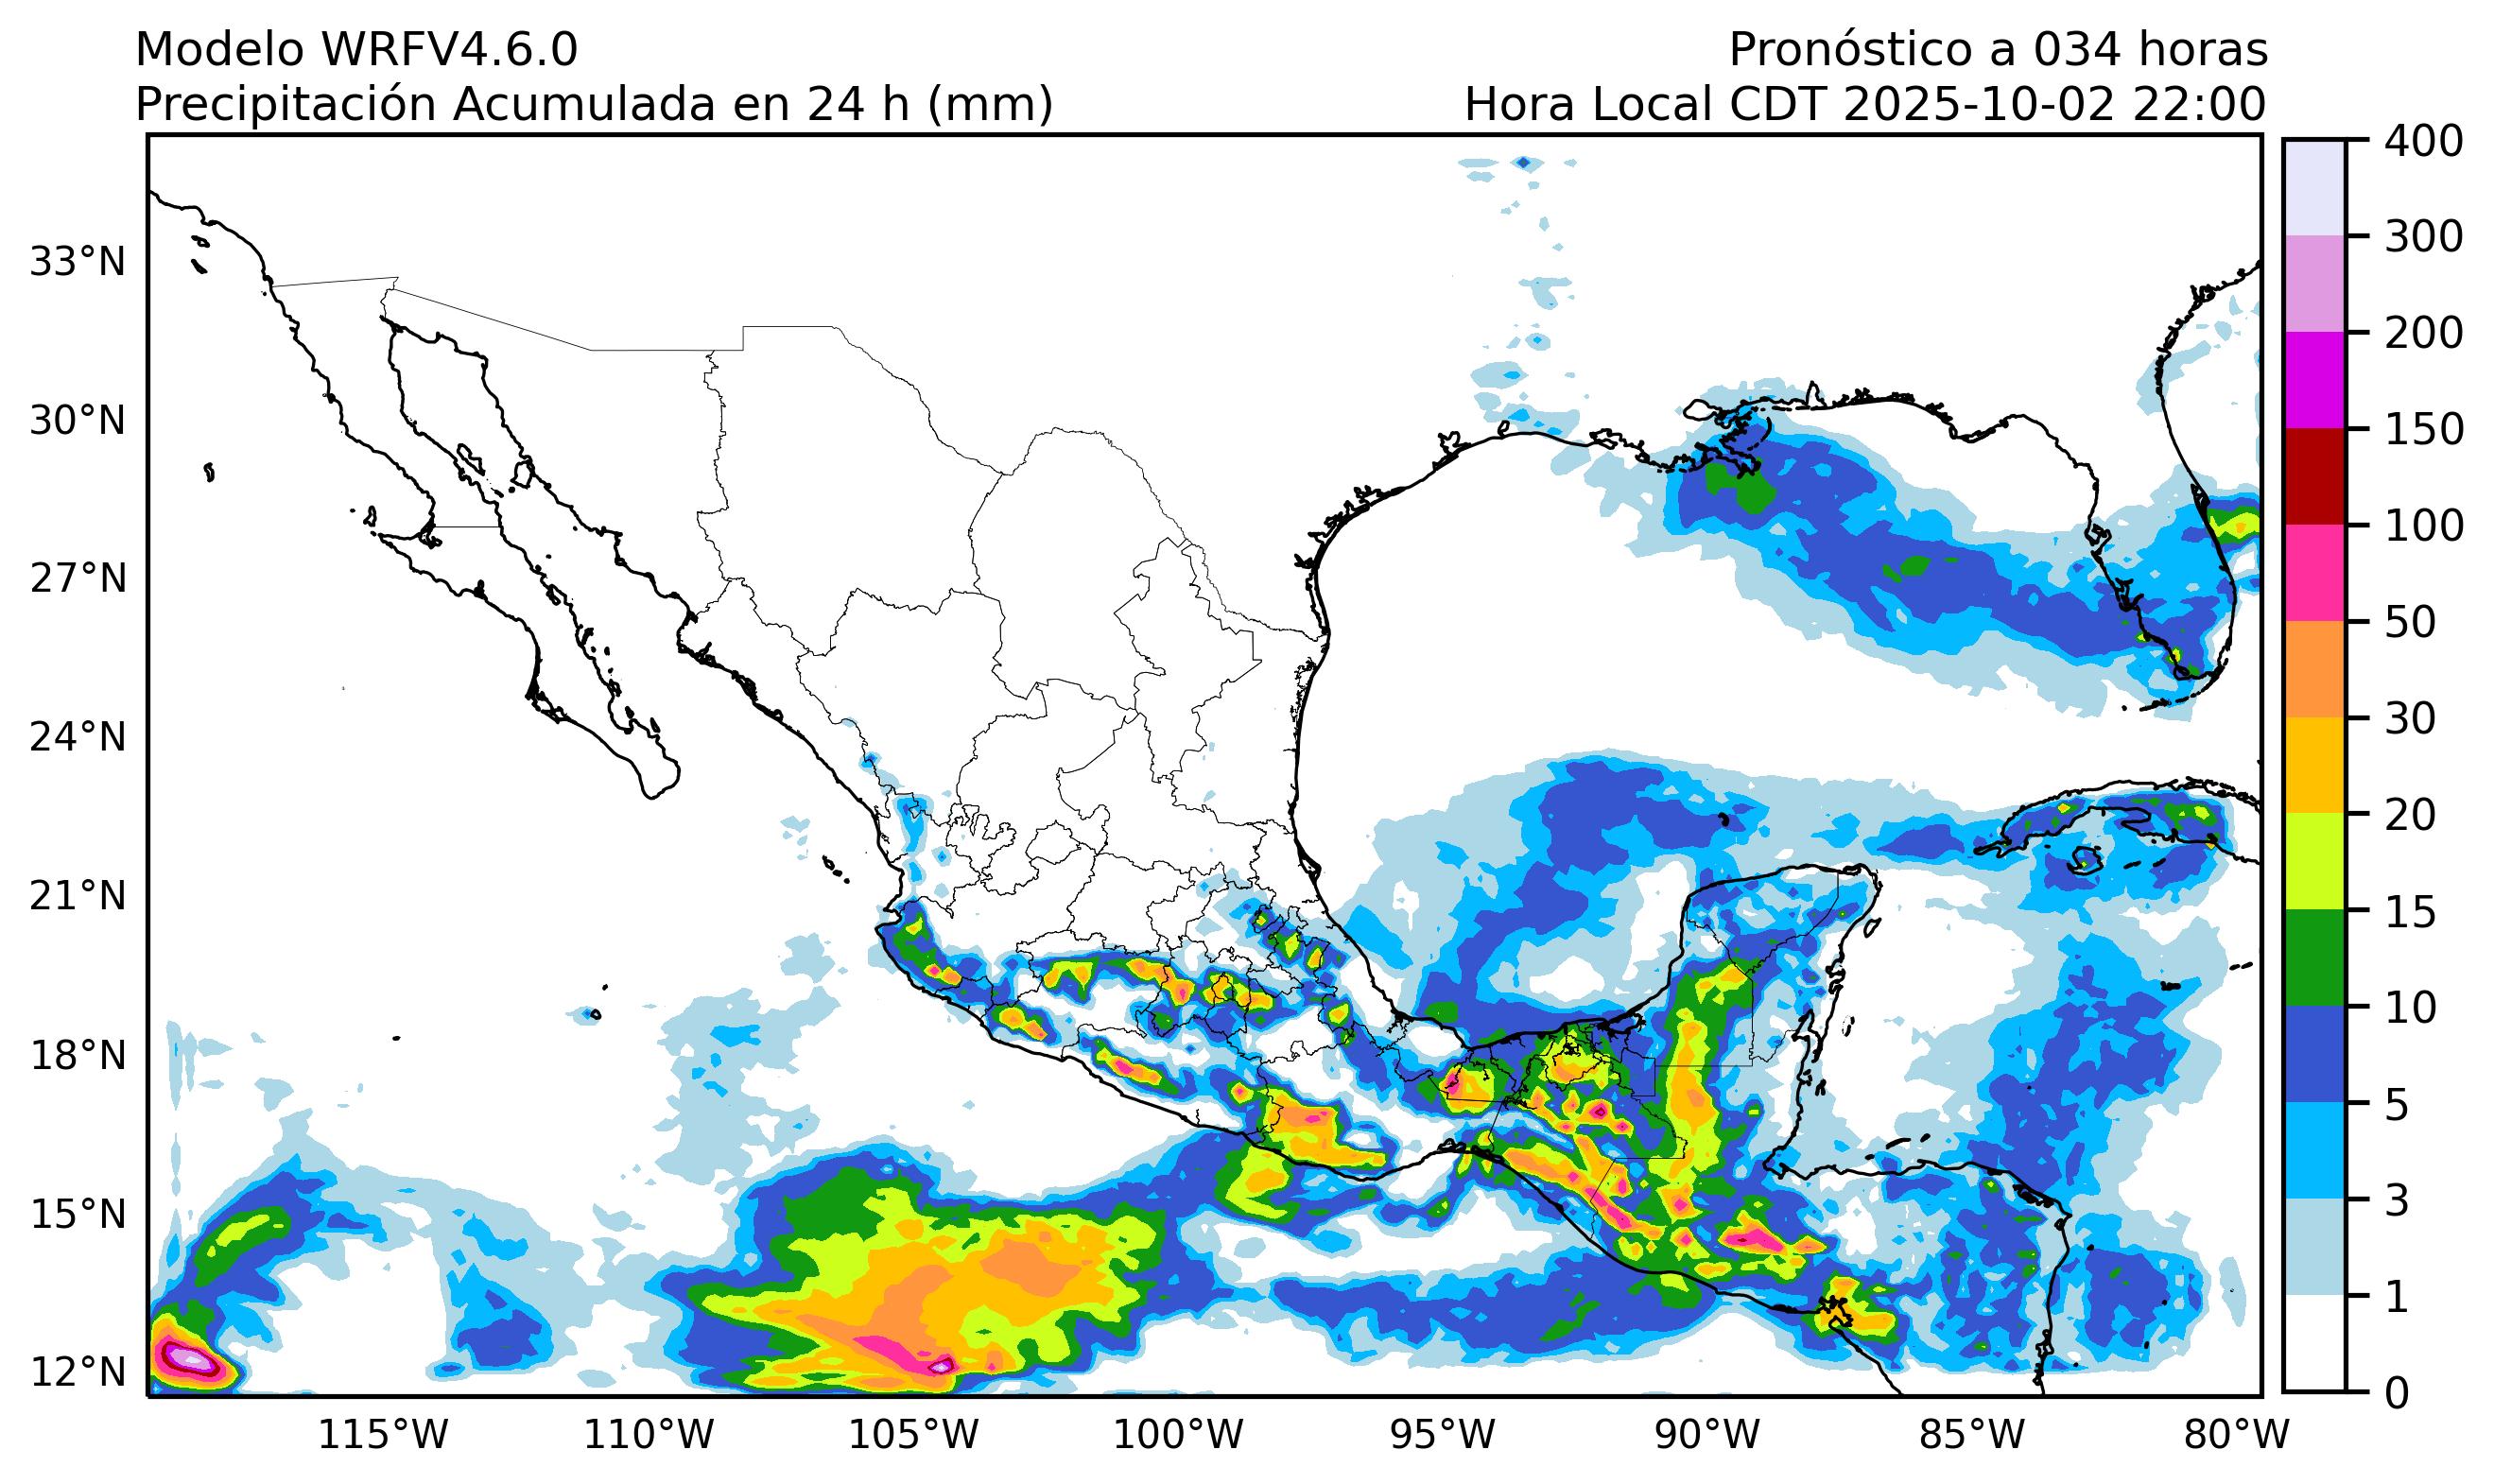 Modelo WRFV4.6.0
Pronóstico a 034 horas
Precipitación Acumulada en 24 h (mm)
Hora Local CDT 2025-10-02 22:00
33°N
30°N
27°N
24°N
21°N
18°N
15°N
12°N
115°W
110°W
105°W
100°W
95°W
90°W
85°W
80°W
400
300
200
150
100
50
30
20
15
10
5
3
1
0